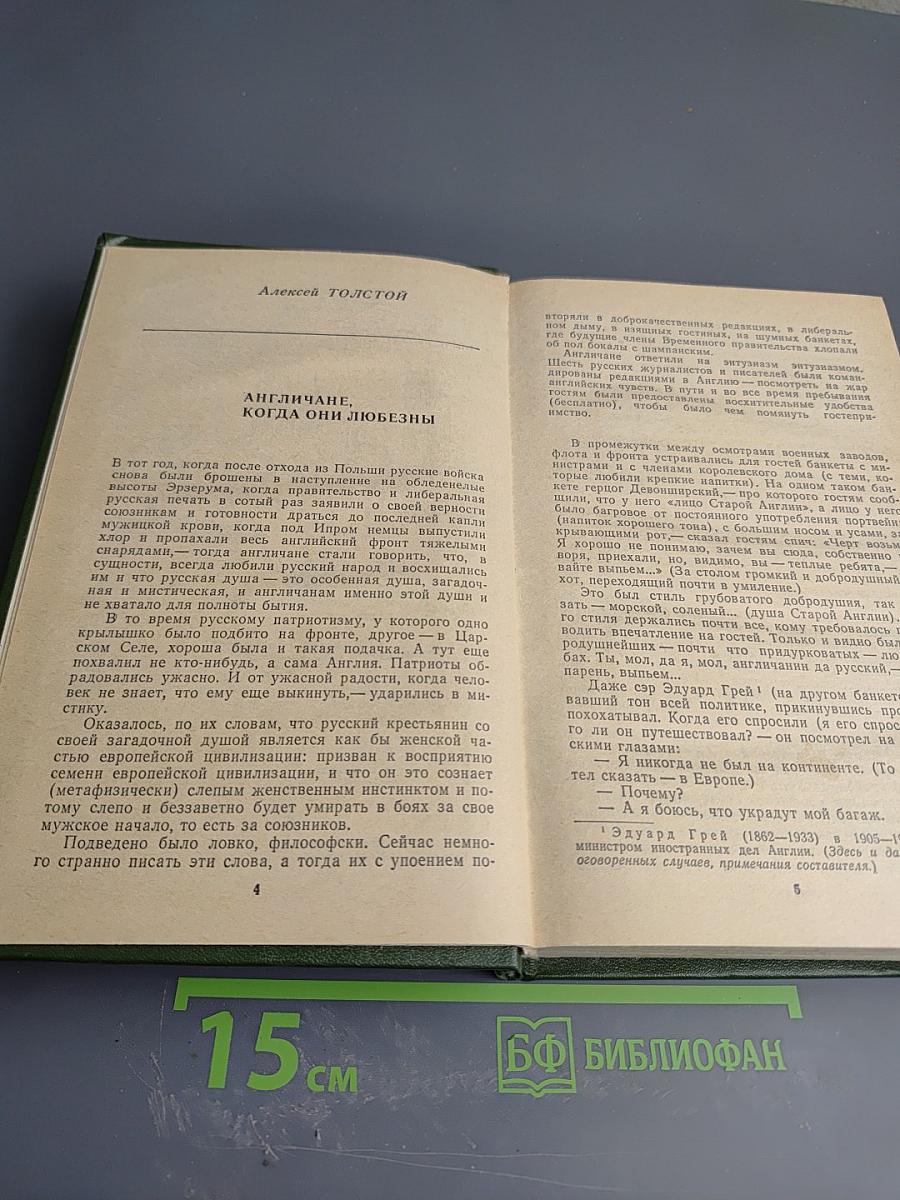 Алексей ТОЛСТОЙ
АНГЛИЧАНЕ,
КОГДА ОНИ ЛЮБЕЗНЫ
В тот год, когда после отхода из Польши русские войска
снова были брошены в наступление на обледенелые
высоты Эрзерума, когда правительство и либеральная
русская печать в сотый раз заявили о своей верности
союзникам и готовности драться до последней капли
мужицкой крови, когда под Ипром немцы выпустили
хлор и пропахали весь английский фронт тяжелыми
снарядами,— тогда англичане стали говорить, что, в
сущности, всегда любили русский народ и восхищались
им и что русская душа — это особенная душа, загадоч-
ная и мистическая, и англичанам именно этой души и
не хватало для полноты бытия.
В то время русскому патриотизму, у которого одно
крылышко было подбито на фронте, другое — в Цар-
ском Селе, хороша была и такая подачка. А тут еще
похвалил не кто-нибудь, а сама Англия. Патриоты об-
радовались ужасно. И от ужасной радости, когда чело-
век не знает, что ему еще выкинуть,— ударились в ми-
стику.
Оказалось, по их словам, что русский крестьянин со
своей загадочной душой является как бы женской ча-
стью европейской цивилизации: призван к восприятию
семени европейской цивилизации, и что он это сознает
(метафизически) слепым женственным инстинктом и по-
тому слепо и беззаветно будет умирать в боях за свое
мужское начало, то есть за союзников.
Подведено было ловко, философски. Сейчас немно-
го странно писать эти слова, а тогда их с упоением по-
4
вторяли в доброкачественных редакциях, в либераль-
ном дыму, в изящных гостиных, на шумных банкетах,
где будущие члены Временного правительства хлопали
об пол бокалы с шампанским.
Англичане ответили на энтузиазм энтузиазмом.
Шесть русских журналистов и писателей были коман-
дированы редакциями в Англию — посмотреть на жар
английских чувств. В пути и во все время пребывания
гостям были предоставлены восхитительные удобства
(бесплатно), чтобы было чем помянуть гостепри-
имство.
В промежутки между осмотрами военных заводов,
флота и фронта устраивались для гостей банкеты с ми-
нистрами и с членами королевского дома (с теми, ко-
торые любили крепкие напитки). На одном таком бан-
кете герцог Девонширский,— про которого гостям сооб-
щили, что у него «лицо Старой Англии», а лицо у него
было багровое от постоянного употребления портвейн
(напиток хорошего тона), с большим носом и усами, за
крывающими рот,— сказал гостям спич: «Черт возьм
Я хорошо не понимаю, зачем вы сюда, собственно
воря, приехали, но, видимо, вы — теплые ребята,—
вайте выпьем...» (За столом громкий и добродушный
хот, переходящий почти в умиление.)
Это был стиль грубоватого добродушия, так
зать — морской, соленый... (душа Старой Англии).
го стиля держались почти все, кому требовалось п
водить впечатление на гостей. Только и видно был
родушнейших — почти что придурковатых — лю
бах. Ты, мол, да я, мол, англичанин да русский,—
парень, выпьем...
Даже сэр Эдуард Грей¹ (на другом банкете
вавший тон всей политике, прикинувшись про
похохатывал. Когда его спросили (я его спрос
го ли он путешествовал? — он посмотрел на
скими глазами:
— Я никогда не был на континенте. (То
тел сказать — в Европе.)
— Почему?
— А я боюсь, что украдут мой багаж.
¹ Эдуард Грей (1862—1933) в 1905—19
министром иностранных дел Англии. (Здесь и да
оговоренных случаев, примечания составителя.)
5
15 см
БФ БИБЛИОФАН